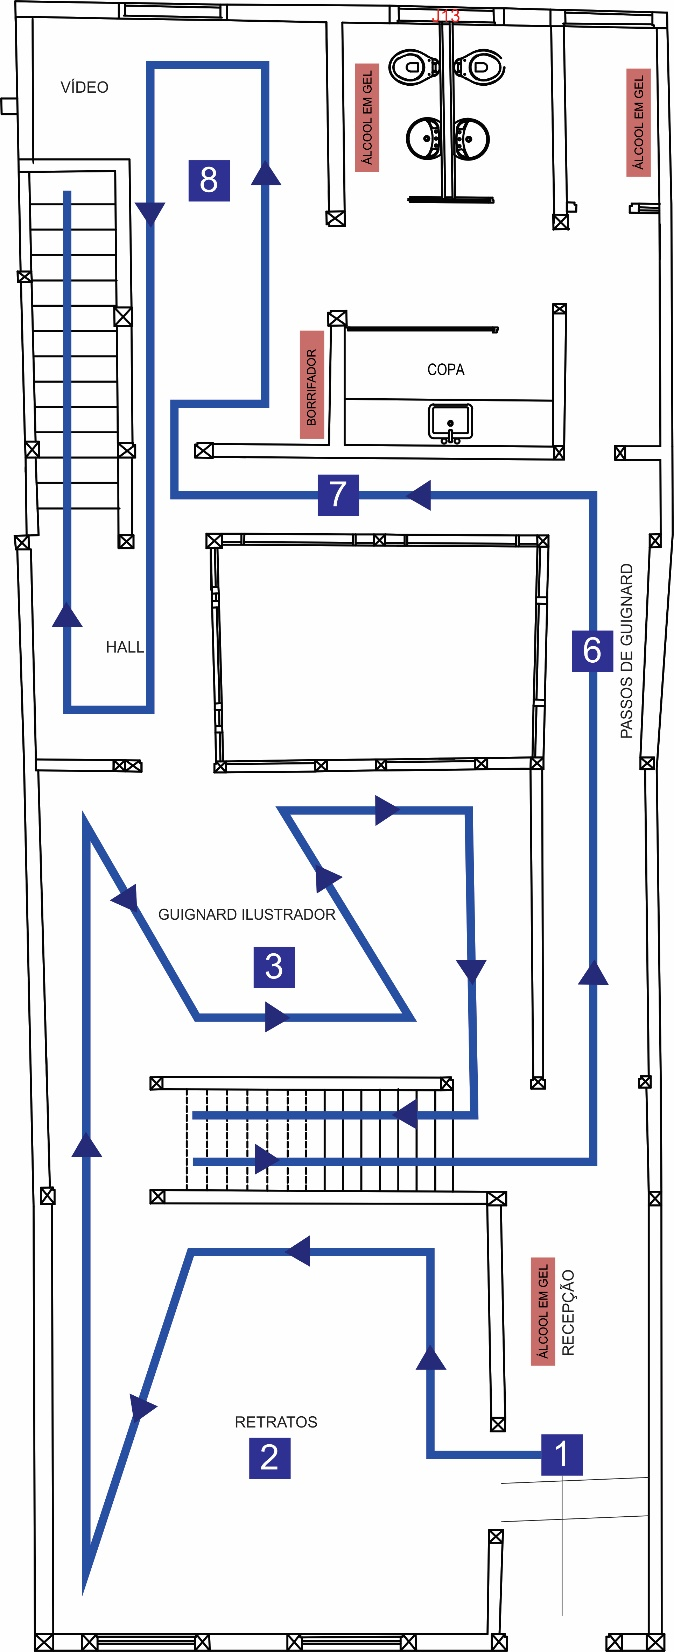 J13
VÍDEO
ÁLCOOL EM GEL
ÁLCOOL EM GEL
8
BORRIFADOR
COPA
7
PASSOS DE GUIGNARD
6
HALL
GUIGNARD ILUSTRADOR
3
ÁLCOOL EM GEL
RECEPÇÃO
RETRATOS
2
1